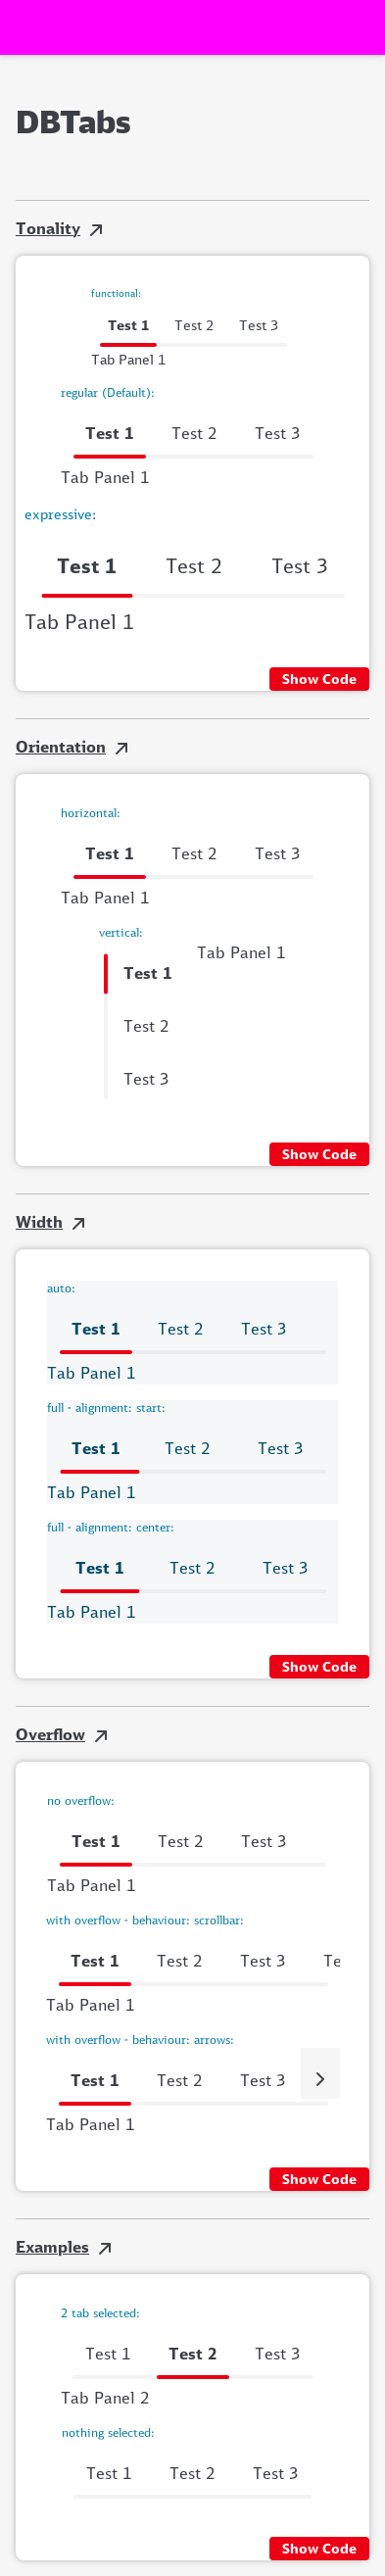 DBTabs
Tonality
functional:
Test 1 Test 2 Test 3
Tab Panel 1
regular (Default):
Test 1 Test 2 Test 3
Tab Panel 1
expressive:
Test 1 Test 2 Test 3
Tab Panel 1
Show Code
Orientation
horizontal:
Test 1 Test 2 Test 3
Tab Panel 1
vertical:
Tab Panel 1
Test 1
Test 2
Test 3
Show Code
Width
auto:
Test 1 Test 2 Test 3
Tab Panel 1
full - alignment: start:
Test 1 Test 2 Test 3
Tab Panel 1
full - alignment: center:
Test 1 Test 2 Test 3
Tab Panel 1
Show Code
Overflow
no overflow:
Test 1 Test 2 Test 3
Tab Panel 1
with overflow - behaviour: scrollbar:
Test 1 Test 2 Test 3
Tab Panel 1
with overflow - behaviour: arrows:
Test 1 Test 2 Test 3
Tab Panel 1
Show Code
Examples
2 tab selected:
Test 1 Test 2 Test 3
Tab Panel 2
nothing selected:
Test 1 Test 2 Test 3
Show Code